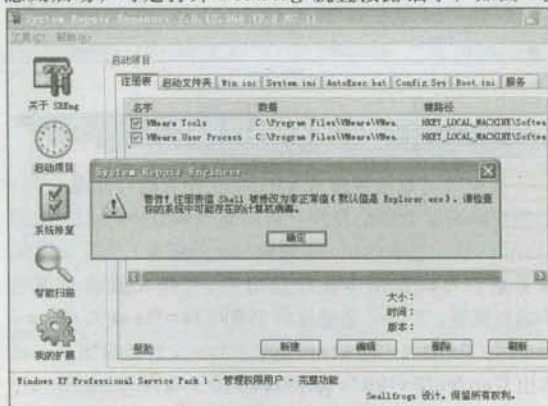 System Repair Engineer 2.0.12.
工具 帮助
启动项目
注册表 启动文件夹 Win.ini System.ini AutoExec.bat Config.Sys Boot.ini 服务
关于 SREng
名字 数据 键路径
VMware Tools C:\Program Files\VMware\VMwa HKEY_LOCAL_MACHINE\Softwa
VMware User Process C:\Program Files\VMware\VMwa HKEY_LOCAL_MACHINE\Softwa
启动项目
System Repair Engineer
警告! 注册表值 Shell 被修改为非正常值(默认值是 Explorer.exe)。请检查
你的系统中可能存在的计算机病毒。
确定
系统修复
智能扫描
大小:
时间:
版本:
我的扩展
帮助 新建 编辑 删除 刷新
Windows XP Professional Service Pack 1 - 管理权限用户 - 完整功能
Smallfrogs 设计。保留所有权利。